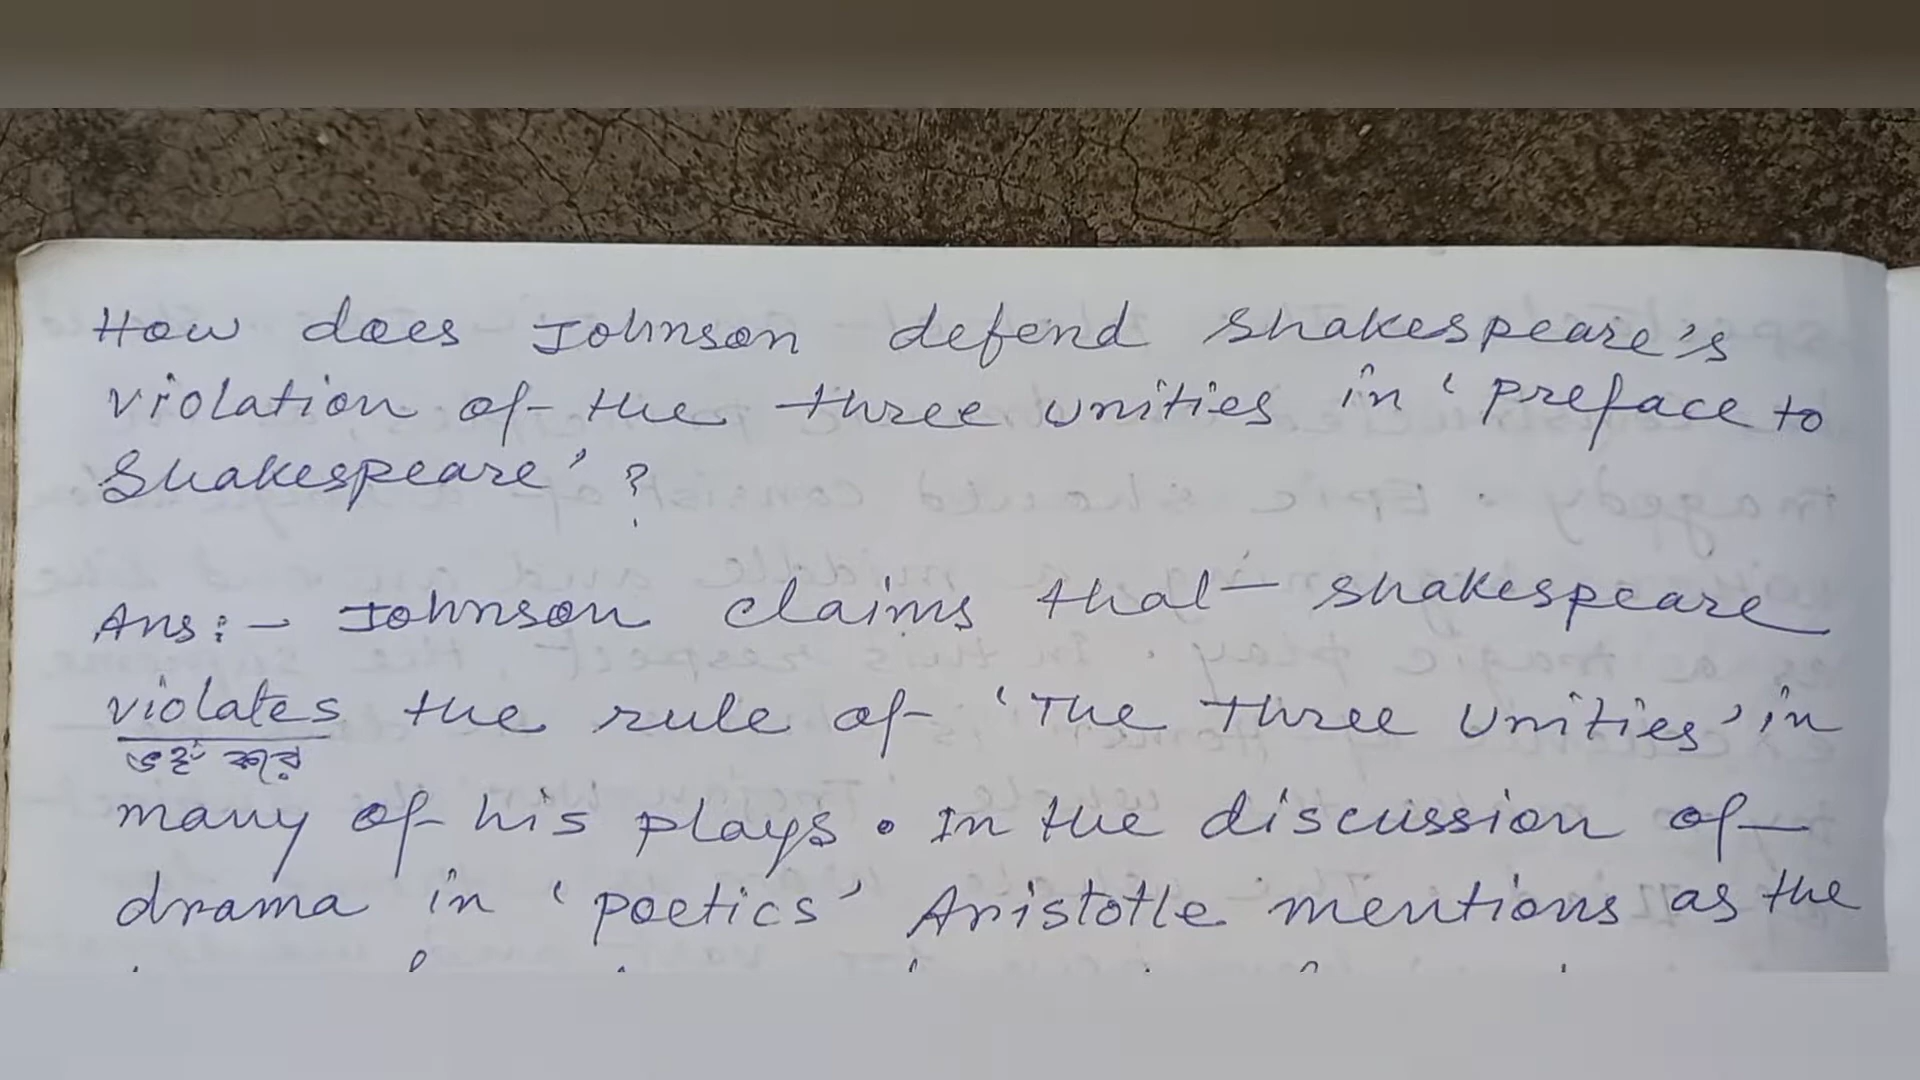 How does Johnson defend Shakespeare's
violation of the three unities in 'Preface to
Shakespeare' ?
Ans:- Johnson claims that Shakespeare
violates the rule of 'The Three Unities' in
ভঙ্গ করে
many of his plays. In the discussion of
drama in 'Poetics' Aristotle mentions as the